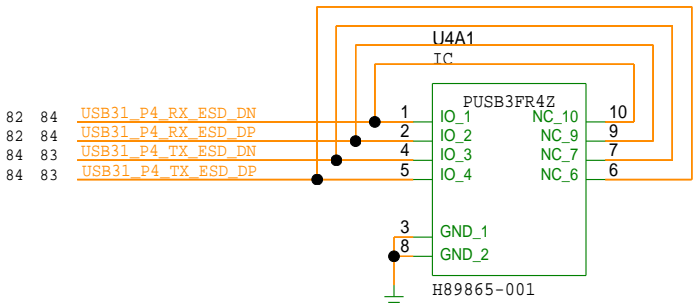 U4A1
IC
PUSB3FR4Z
82 84 USB31_P4_RX_ESD_DN 1 IO_1 NC_10 10
82 84 USB31_P4_RX_ESD_DP 2 IO_2 NC_9 9
84 83 USB31_P4_TX_ESD_DN 4 IO_3 NC_7 7
84 83 USB31_P4_TX_ESD_DP 5 IO_4 NC_6 6
3 GND_1
8 GND_2
H89865-001